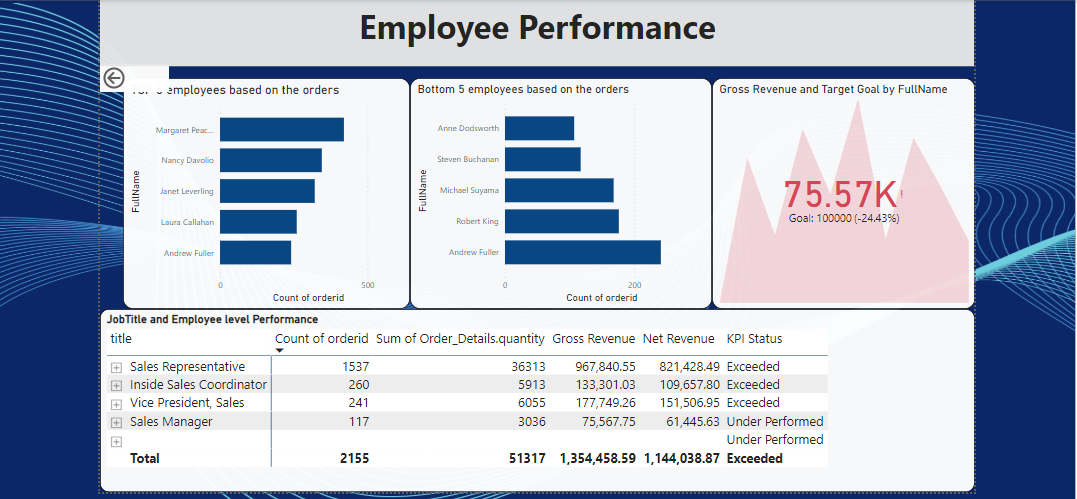 Employee Performance
employees based on the orders
Margaret Peac...
Nancy Davolio
Janet Leverling
Laura Callahan
Andrew Fuller
FullName
0 500
Count of orderid
Bottom 5 employees based on the orders
Anne Dodsworth
Steven Buchanan
Michael Suyama
Robert King
Andrew Fuller
FullName
0 200
Count of orderid
Gross Revenue and Target Goal by FullName
75.57K!
Goal: 100000 (-24.43%)
JobTitle and Employee level Performance
title Count of orderid Sum of Order_Details.quantity Gross Revenue Net Revenue KPI Status
Sales Representative 1537 36313 967,840.55 821,428.49 Exceeded
Inside Sales Coordinator 260 5913 133,301.03 109,657.80 Exceeded
Vice President, Sales 241 6055 177,749.26 151,506.95 Exceeded
Sales Manager 117 3036 75,567.75 61,445.63 Under Performed
Under Performed
Total 2155 51317 1,354,458.59 1,144,038.87 Exceeded